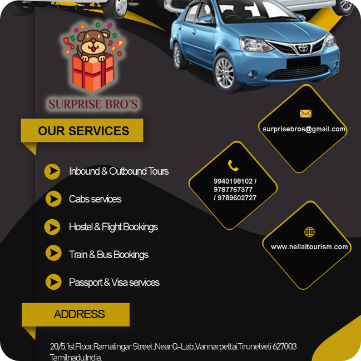 SURPRISE BRO'S
OUR SERVICES
surprisebros@gmail.com
Inbound & Outbound Tours
9940198102 /
9787767377
/ 9789602727
Cabs services
Hostel & Flight Bookings
www.nellaitourism.com
Train & Bus Bookings
Passport & Visa services
ADDRESS
20/5, 1st Floor, Ramalingar Street, Near Q-Lab, Vannarpettai, Tirunelveli 627003
Tamilnadu, India.